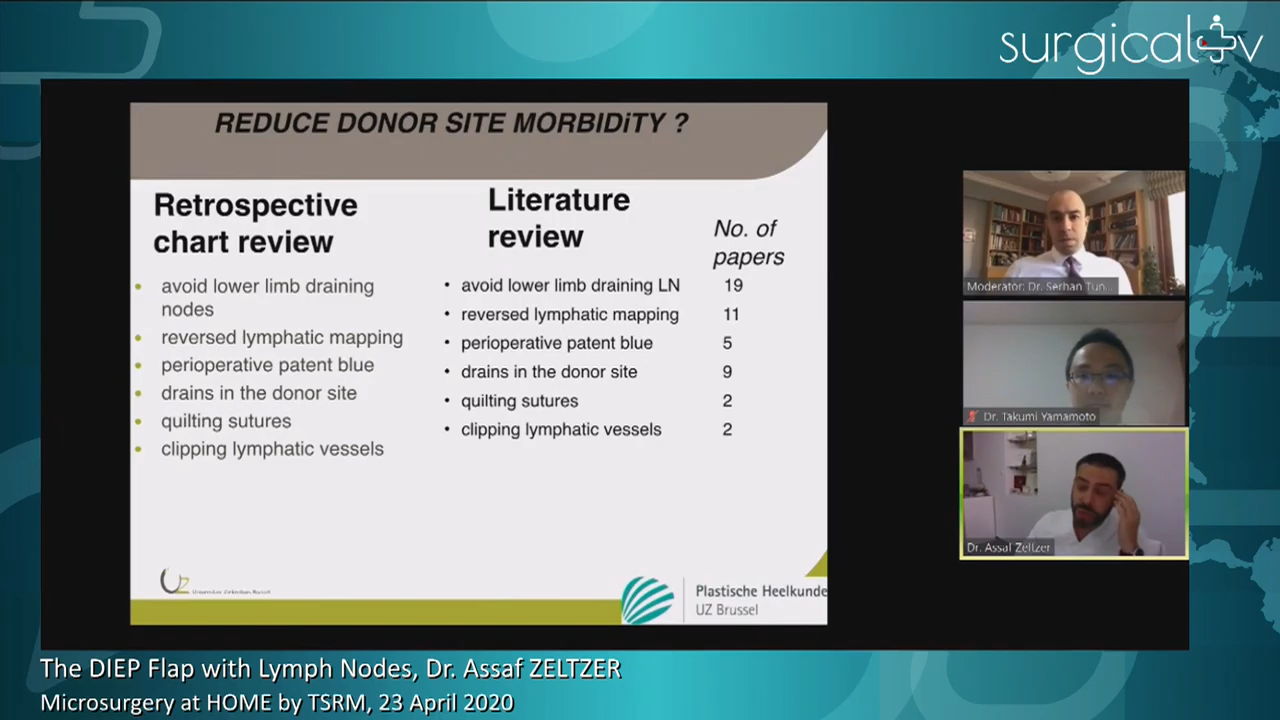 surgical tv
REDUCE DONOR SITE MORBIDiTY ?
Retrospective
chart review
• avoid lower limb draining
nodes
• reversed lymphatic mapping
• perioperative patent blue
• drains in the donor site
• quilting sutures
• clipping lymphatic vessels
Literature
review
No. of
papers
• avoid lower limb draining LN 19
• reversed lymphatic mapping 11
• perioperative patent blue 5
• drains in the donor site 9
• quilting sutures 2
• clipping lymphatic vessels 2
UZ
Plastische Heelkunde
UZ Brussel
Moderator: Dr. Serhan Tun...
Dr. Takumi Yamamoto
Dr. Assaf Zeltzer
The DIEP Flap with Lymph Nodes, Dr. Assaf ZELTZER
Microsurgery at HOME by TSRM, 23 April 2020